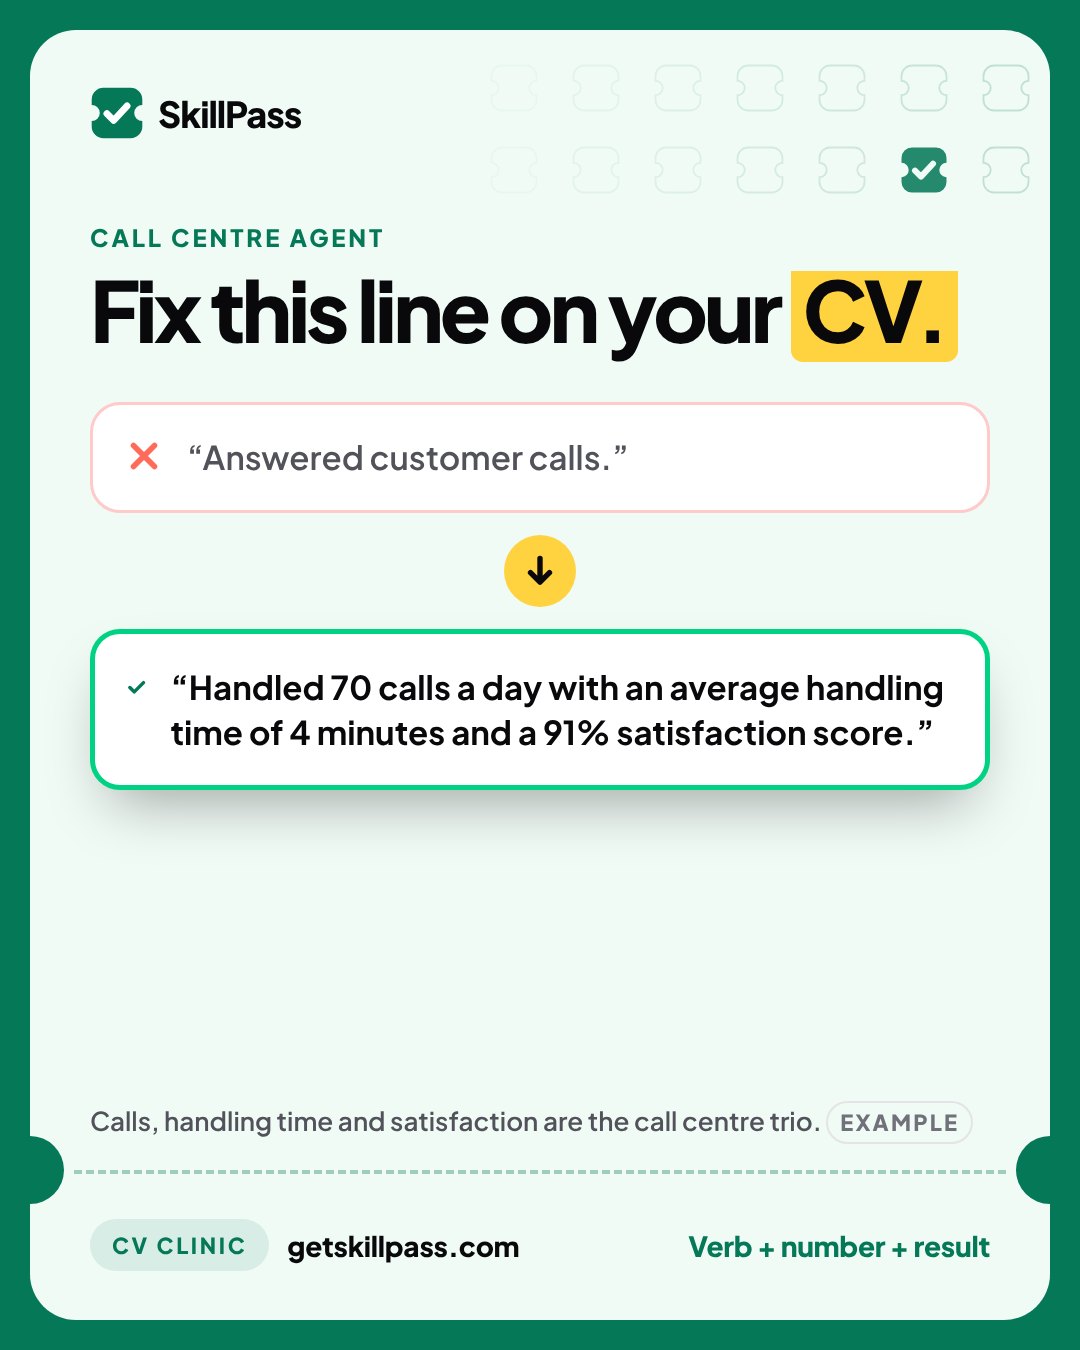 SkillPass
CALL CENTRE AGENT
Fix this line on your CV.
“Answered customer calls.”
“Handled 70 calls a day with an average handling
time of 4 minutes and a 91% satisfaction score.”
Calls, handling time and satisfaction are the call centre trio. EXAMPLE
CV CLINIC getskillpass.com Verb + number + result